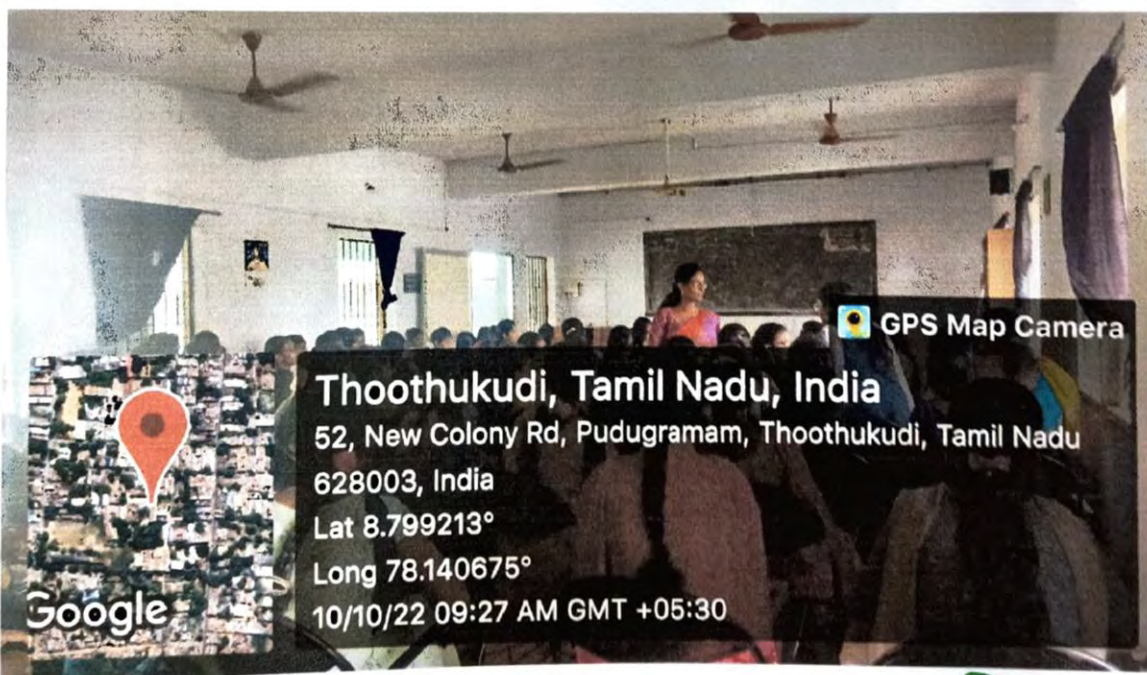 GPS Map Camera
Thoothukudi, Tamil Nadu, India
52, New Colony Rd, Pudugramam, Thoothukudi, Tamil Nadu
628003, India
Lat 8.799213°
Long 78.140675°
10/10/22 09:27 AM GMT +05:30
Google